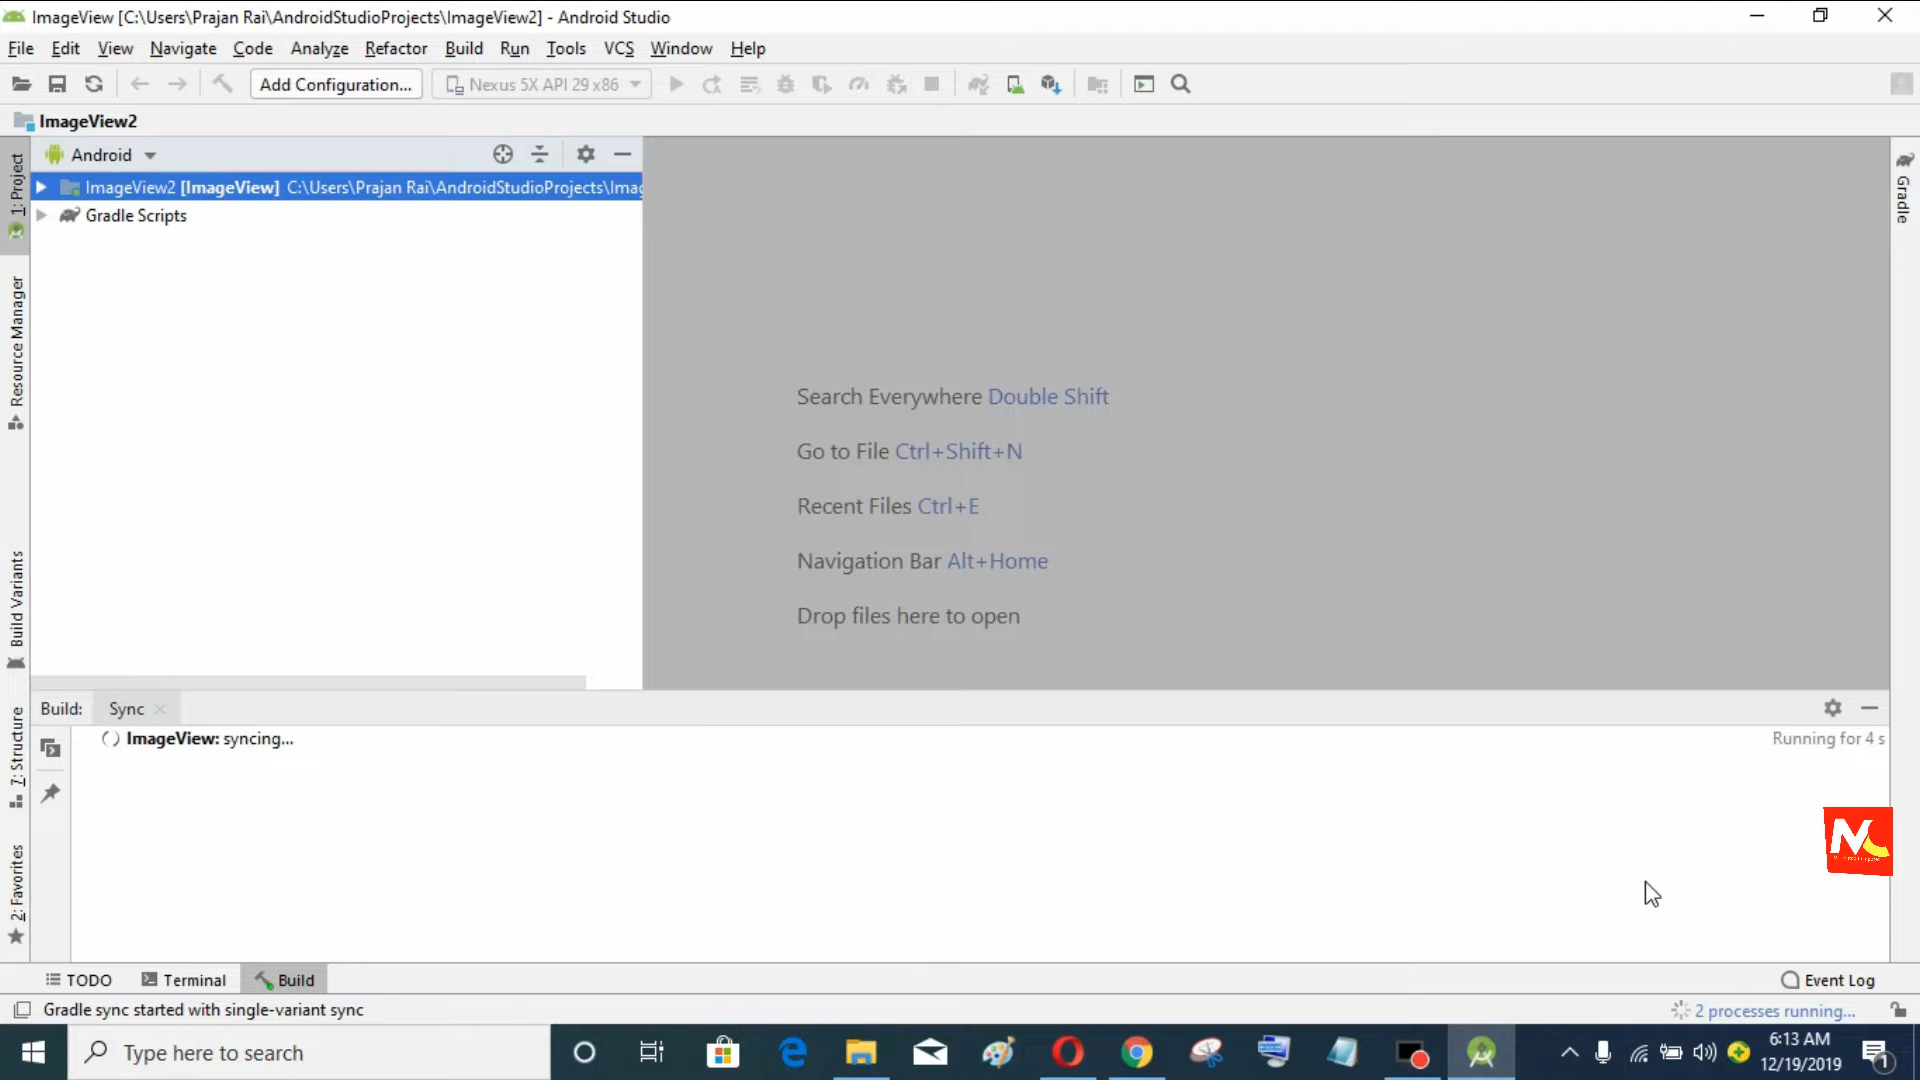 ImageView [C:\Users\Prajan Rai\AndroidStudioProjects\ImageView2] - Android Studio
File Edit View Navigate Code Analyze Refactor Build Run Tools VCS Window Help
Add Configuration... Nexus 5X API 29 x86
ImageView2
1: Project
Android
ImageView2 [ImageView] C:\Users\Prajan Rai\AndroidStudioProjects\Imag
Gradle Scripts
Gradle
Resource Manager
Build Variants
7: Structure
2: Favorites
Search Everywhere Double Shift
Go to File Ctrl+Shift+N
Recent Files Ctrl+E
Navigation Bar Alt+Home
Drop files here to open
Build: Sync
ImageView: syncing... Running for 4 s
MC
TODO Terminal Build Event Log
Gradle sync started with single-variant sync 2 processes running...
Type here to search
6:13 AM
12/19/2019
1